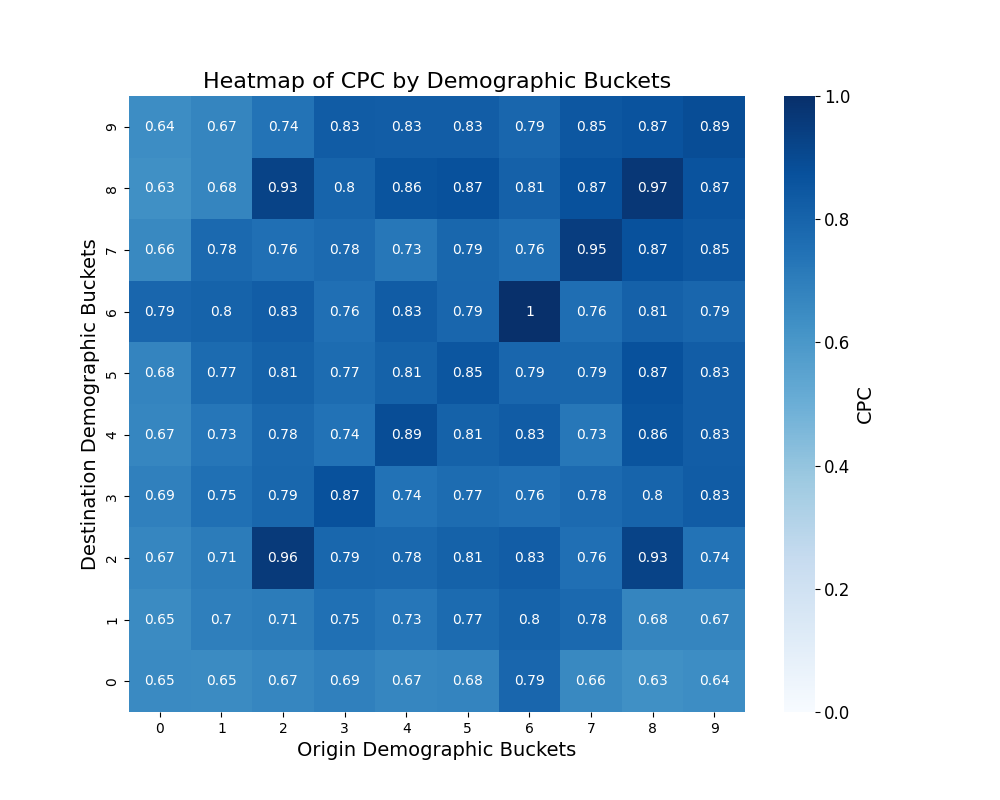 Heatmap of CPC by Demographic Buckets
9 0.64 0.67 0.74 0.83 0.83 0.83 0.79 0.85 0.87 0.89
8 0.63 0.68 0.93 0.8 0.86 0.87 0.81 0.87 0.97 0.87
7 0.66 0.78 0.76 0.78 0.73 0.79 0.76 0.95 0.87 0.85
6 0.79 0.8 0.83 0.76 0.83 0.79 1 0.76 0.81 0.79
5 0.68 0.77 0.81 0.77 0.81 0.85 0.79 0.79 0.87 0.83
4 0.67 0.73 0.78 0.74 0.89 0.81 0.83 0.73 0.86 0.83
3 0.69 0.75 0.79 0.87 0.74 0.77 0.76 0.78 0.8 0.83
2 0.67 0.71 0.96 0.79 0.78 0.81 0.83 0.76 0.93 0.74
1 0.65 0.7 0.71 0.75 0.73 0.77 0.8 0.78 0.68 0.67
0 0.65 0.65 0.67 0.69 0.67 0.68 0.79 0.66 0.63 0.64
0 1 2 3 4 5 6 7 8 9
Origin Demographic Buckets
Destination Demographic Buckets
1.0
0.8
0.6
0.4
0.2
0.0
CPC